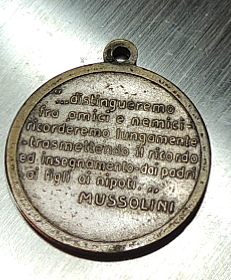 "...distingueremo
fra amici e nemici-
ricorderemo lungamente
-trasmettendo il ricordo
ed insegnamento-dai padri
ai figli ai nipoti. „
MUSSOLINI